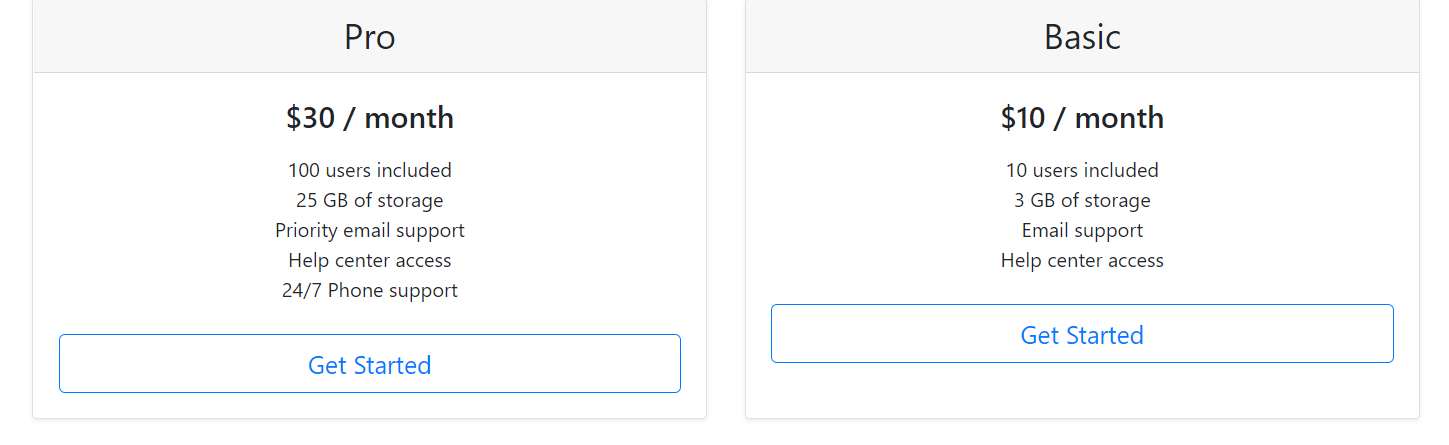 Pro
$30 / month
100 users included
25 GB of storage
Priority email support
Help center access
24/7 Phone support
Get Started
Basic
$10 / month
10 users included
3 GB of storage
Email support
Help center access
Get Started